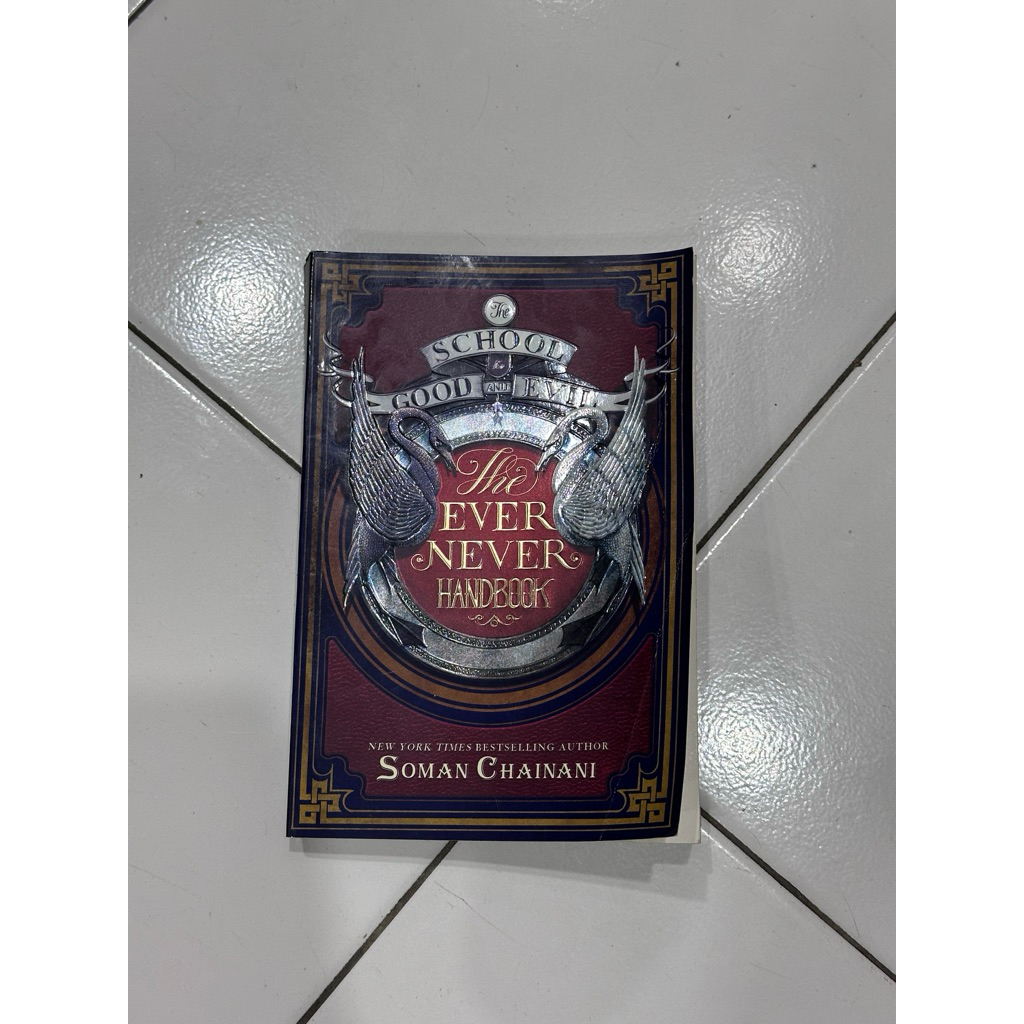 The
SCHOOL
for
GOOD AND EVIL
The
EVER
NEVER
HANDBOOK
NEW YORK TIMES BESTSELLING AUTHOR
SOMAN CHAINANI